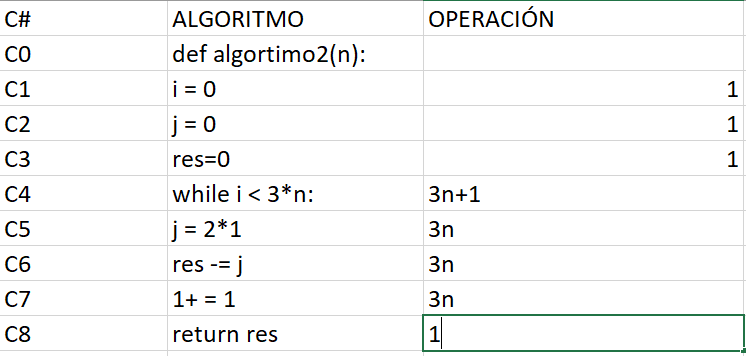 C# ALGORITMO OPERACIÓN
C0 def algortimo2(n):
C1 i = 0 1
C2 j = 0 1
C3 res=0 1
C4 while i < 3*n: 3n+1
C5 j = 2*1 3n
C6 res -= j 3n
C7 1+ = 1 3n
C8 return res 1